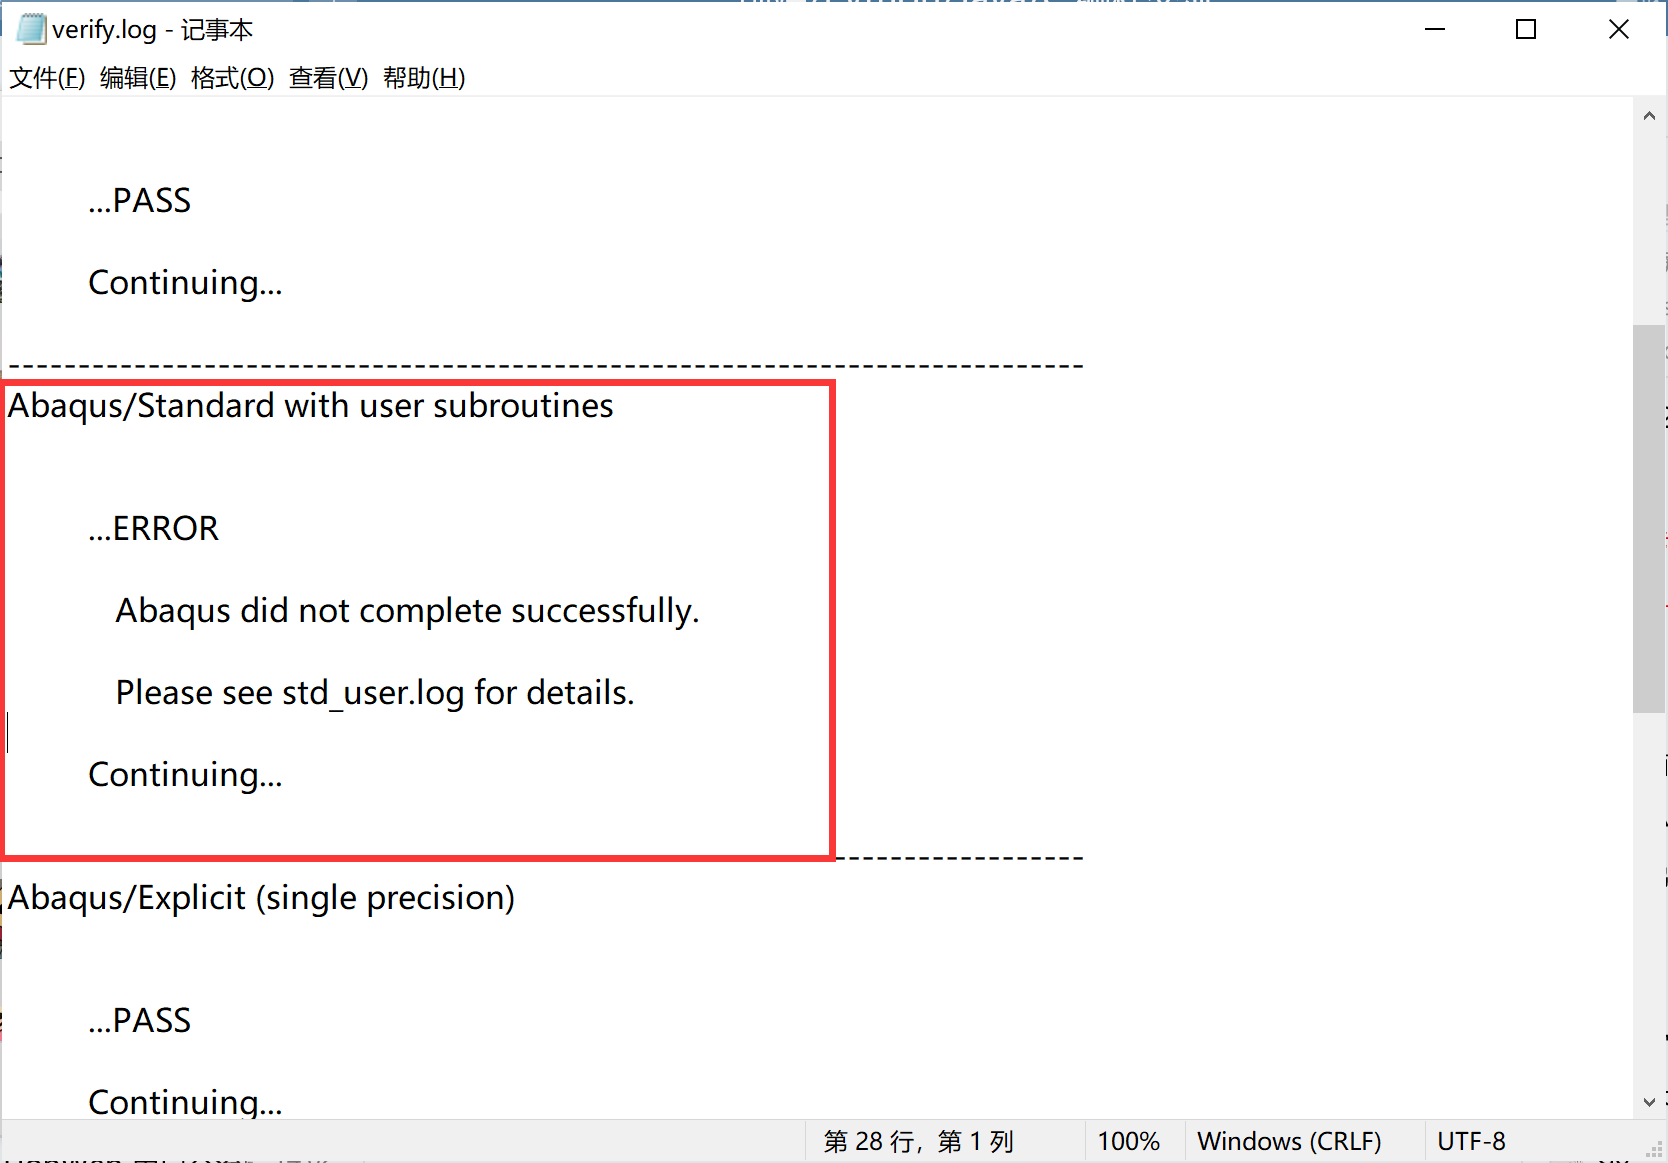 verify.log - 记事本
文件(F) 编辑(E) 格式(O) 查看(V) 帮助(H)
...PASS
Continuing...
------------------------------------------------------------------------------
Abaqus/Standard with user subroutines
...ERROR
Abaqus did not complete successfully.
Please see std_user.log for details.
Continuing...
------------------
Abaqus/Explicit (single precision)
...PASS
Continuing...
第 28 行，第 1 列 100% Windows (CRLF) UTF-8